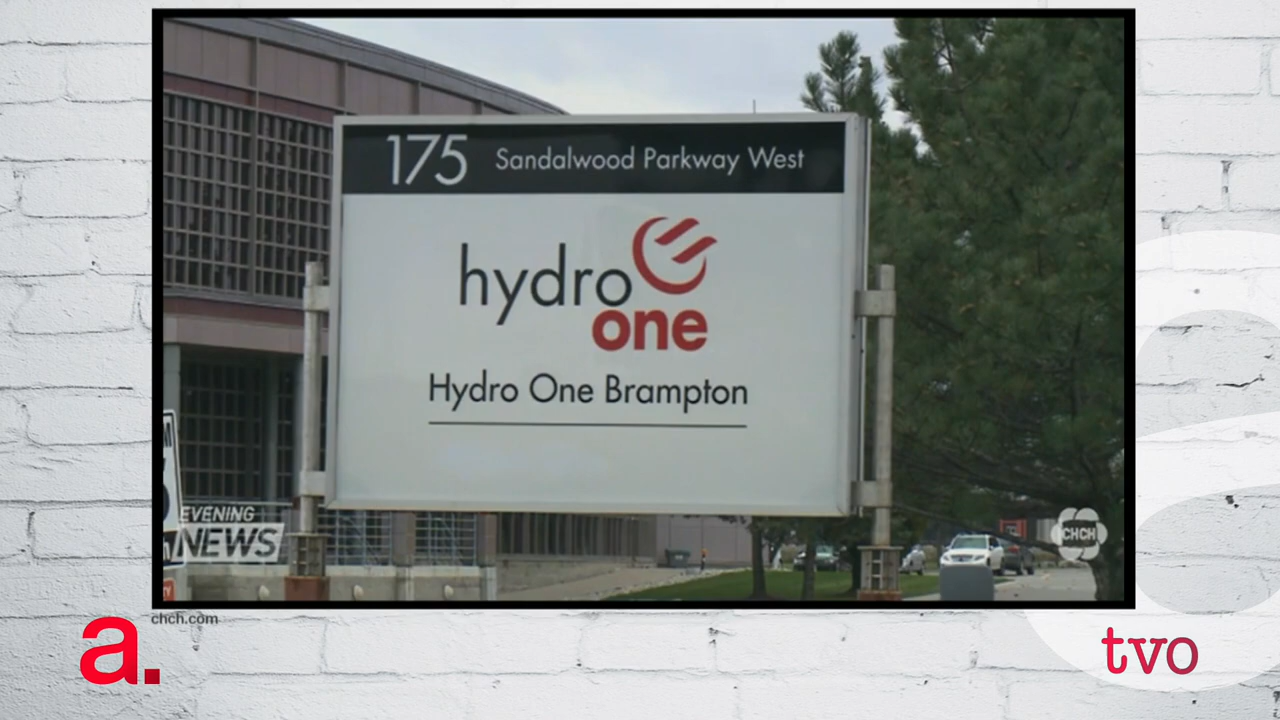 175 Sandalwood Parkway West
hydro
one
Hydro One Brampton
EVENING
NEWS
CHCH
chch.com
a.
tvo